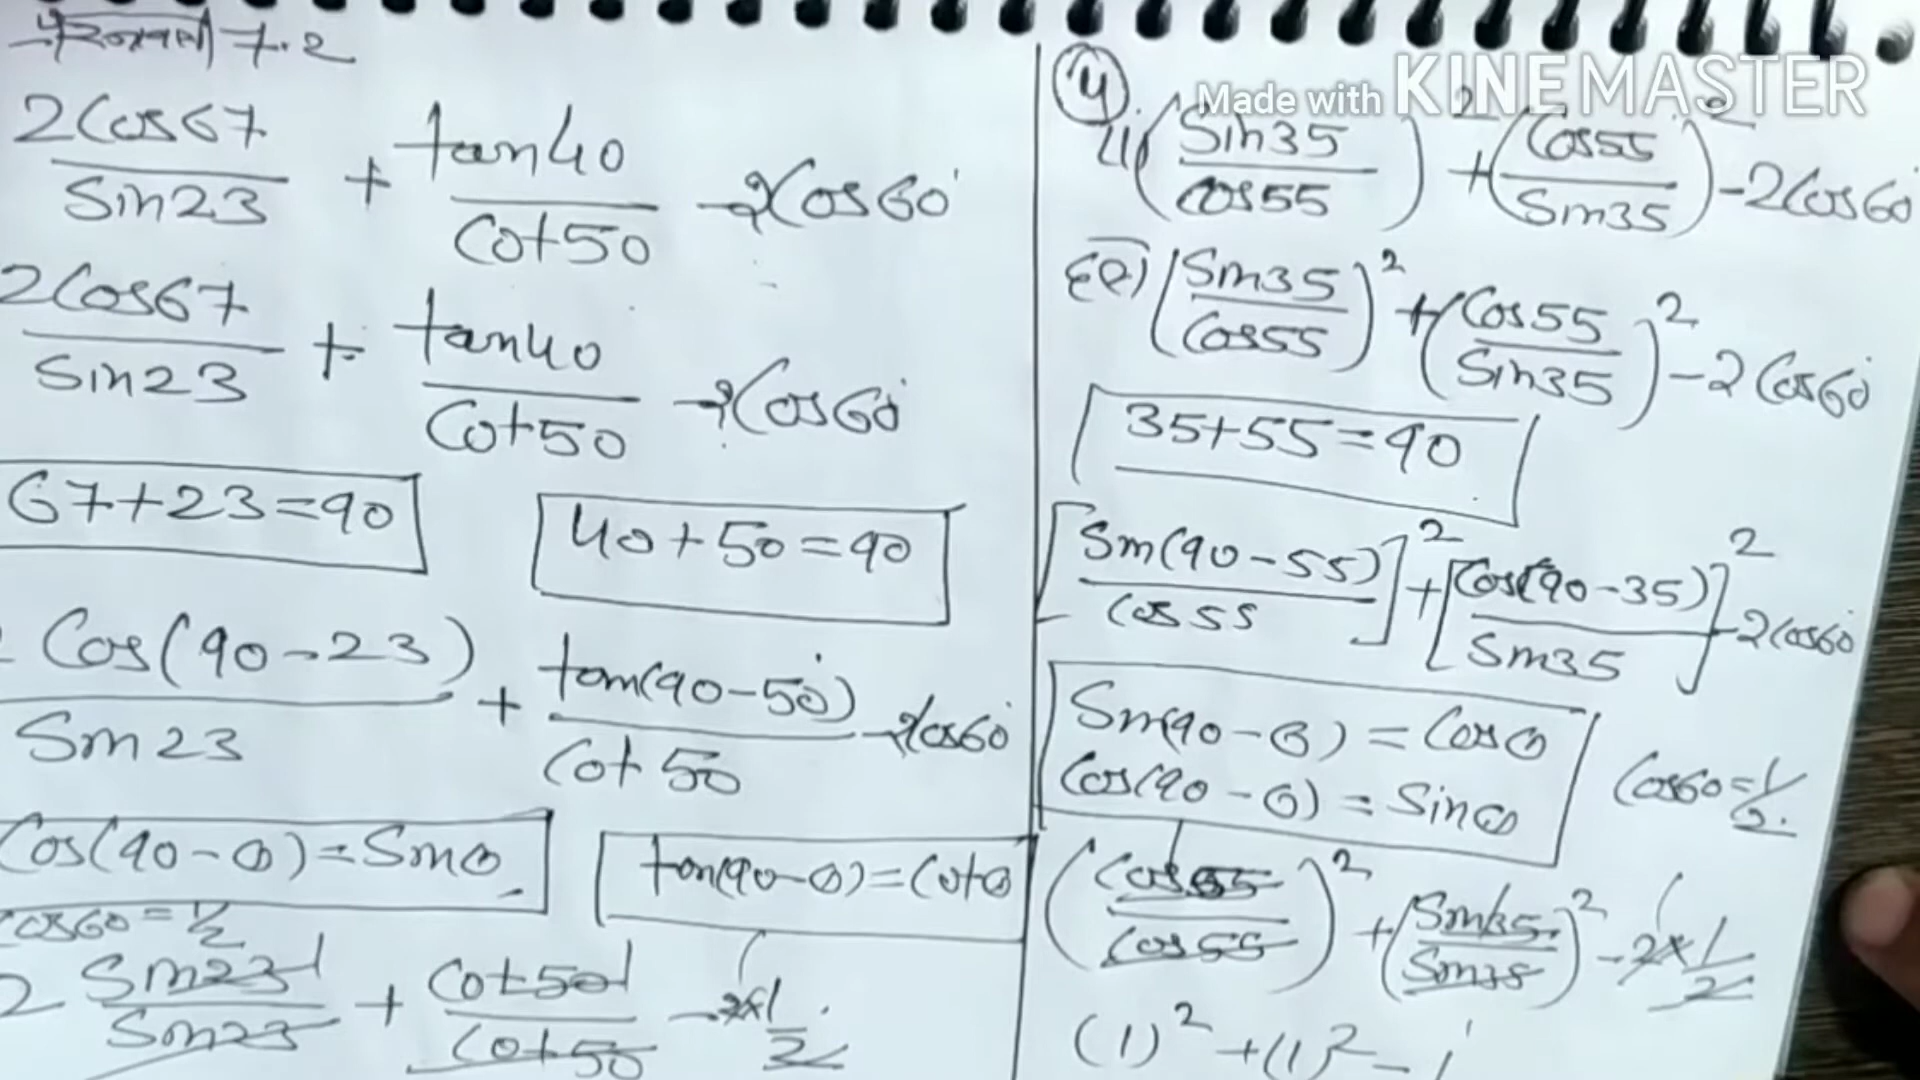 प्रश्नावली 7.2
2Cos67/Sin23 + tan40/Cot50 - 2Cos60°
2Cos67/Sin23 + tan40/Cot50 - 2Cos60°
67+23=90
40+50=90
Cos(90-23)/Sin23 + tan(90-50°)/Cot50 - 2Cos60°
Cos(90-θ)=Sinθ
tan(90-θ)=Cotθ
Cos60=1/2
2 Sin23/Sin23 + Cot50/Cot50 - 2×1/2
Made with KINEMASTER
(Sin35/Cos55)² + (Cos55/Sin35)² - 2Cos60°
हल) (Sin35/Cos55)² + (Cos55/Sin35)² - 2Cos60°
35+55=90
[Sin(90-55)/Cos55]² + [Cos(90-35)/Sin35]² - 2Cos60°
Sin(90-θ)=Cosθ
Cos(90-θ)=Sinθ
Cos60=1/2
(Cos55/Cos55)² + (Sin35/Sin35)² - 2×1/2
(1)² + (1)² - 1